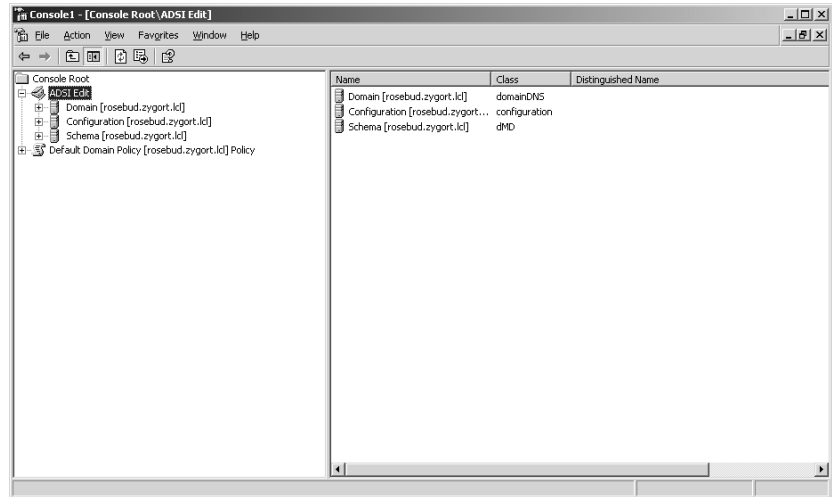 Console1 - [Console Root\ADSI Edit]
File Action View Favorites Window Help
Console Root
ADSI Edit
Domain [rosebud.zygort.lcl]
Configuration [rosebud.zygort.lcl]
Schema [rosebud.zygort.lcl]
Default Domain Policy [rosebud.zygort.lcl] Policy
Name Class Distinguished Name
Domain [rosebud.zygort.lcl] domainDNS
Configuration [rosebud.zygort... configuration
Schema [rosebud.zygort.lcl] dMD